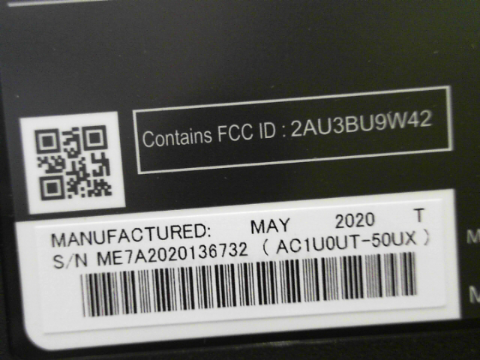 Contains FCC ID : 2AU3BU9W42
MANUFACTURED: MAY 2020 T
S/N ME7A2020136732 ( AC1U0UT-50UX )